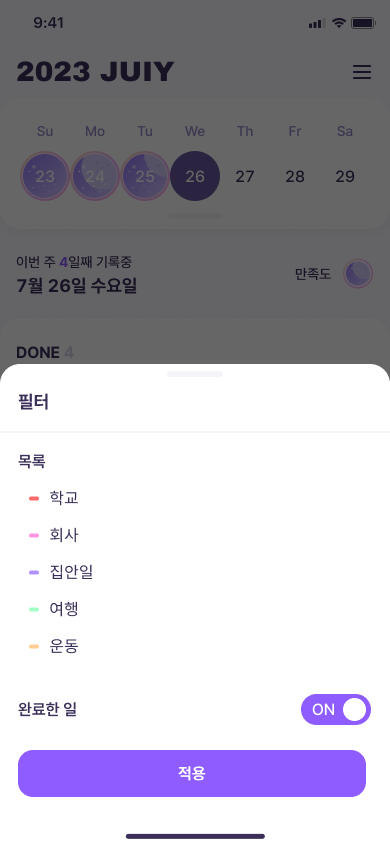 9:41
2023 JUIY
Su Mo Tu We Th Fr Sa
23 24 25 26 27 28 29
이번 주 4일째 기록중
7월 26일 수요일
만족도
DONE 4
필터
목록
학교
회사
집안일
여행
운동
완료한 일
ON
적용